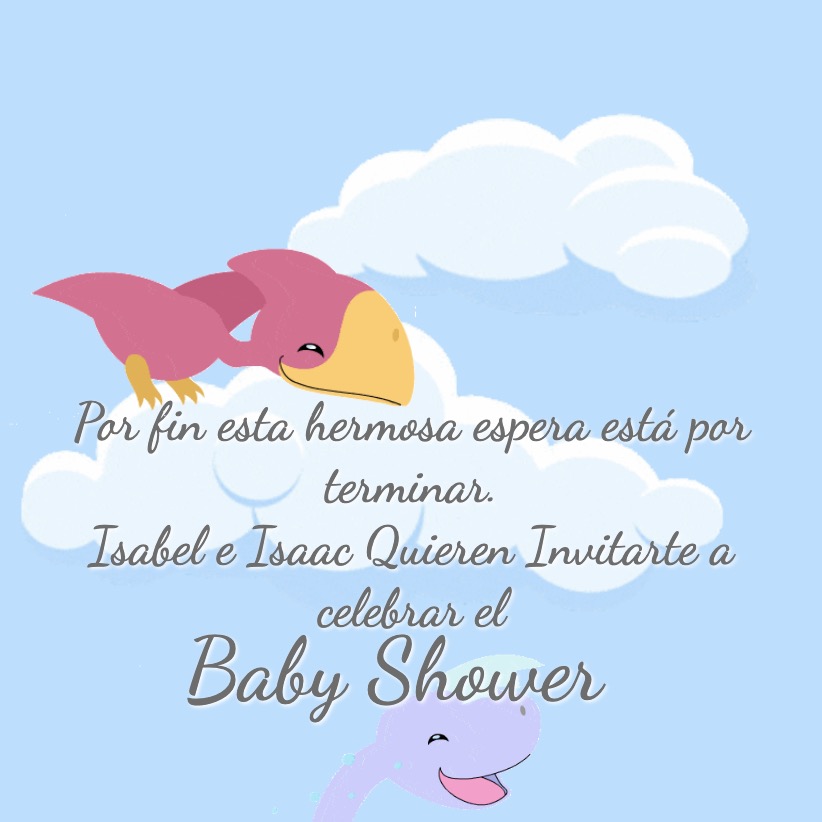 Por fin esta hermosa espera está por
terminar.
Isabel e Isaac Quieren Invitarte a
celebrar el
Baby Shower